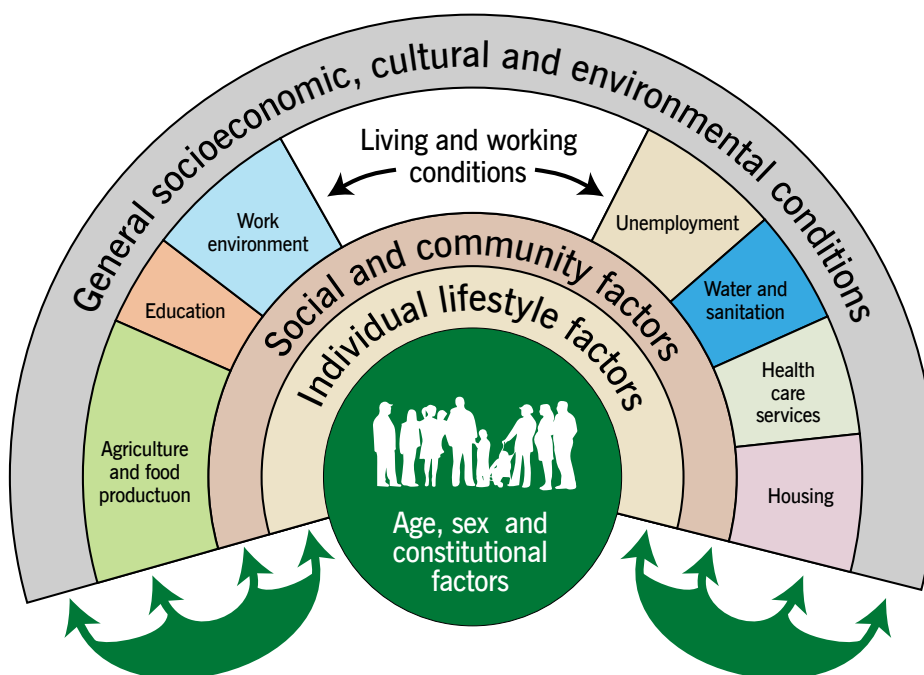 General socioeconomic, cultural and environmental conditions
Living and working
conditions
Work
environment
Unemployment
Education
Water and
sanitation
Agriculture
and food
productuon
Health
care
services
Housing
Social and community factors
Individual lifestyle factors
Age, sex and
constitutional
factors